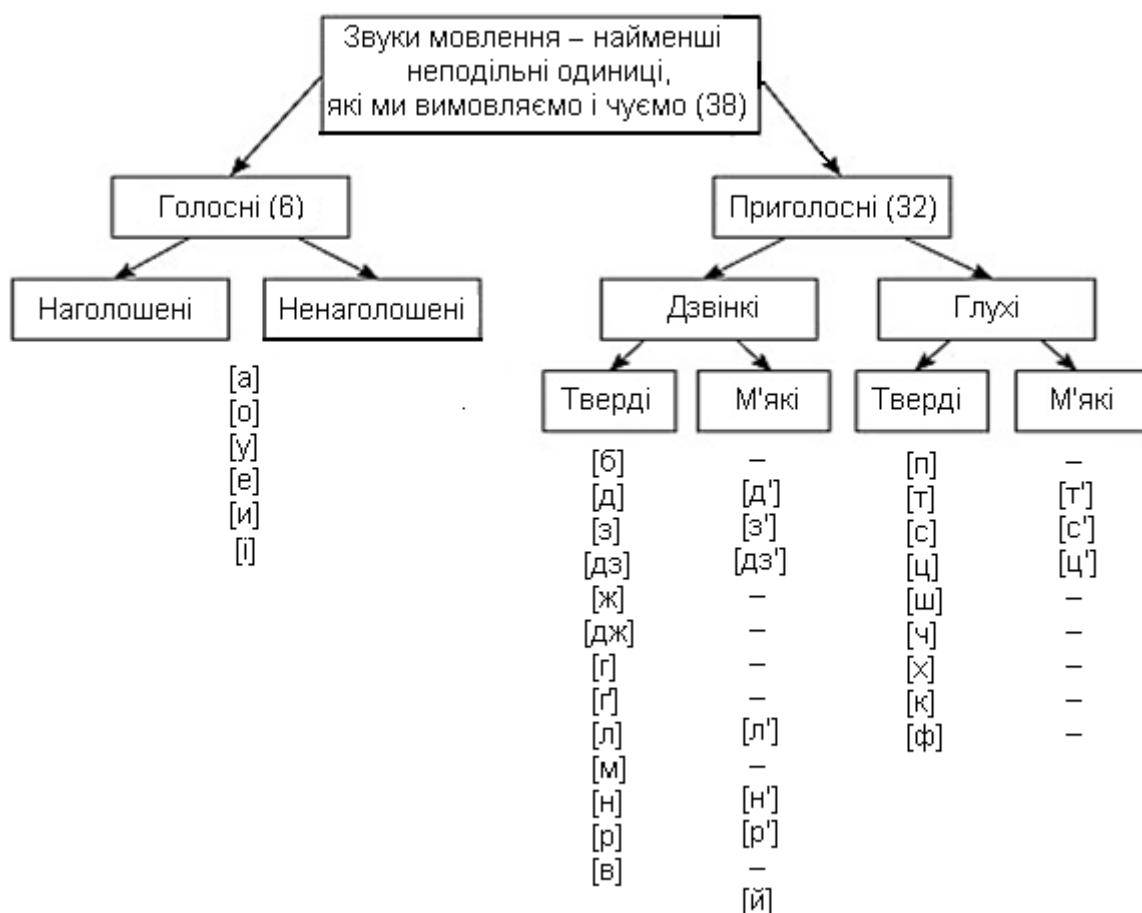 Звуки мовлення – найменші
неподільні одиниці,
які ми вимовляємо і чуємо (38)
Голосні (6)
Приголосні (32)
Наголошені
Ненаголошені
Дзвінкі
Глухі
Тверді
М'які
Тверді
М'які
[а]
[о]
[у]
[е]
[и]
[і]
[б] – [п] –
[д] [д'] [т] [т']
[з] [з'] [с] [с']
[дз] [дз'] [ц] [ц']
[ж] – [ш] –
[дж] – [ч] –
[г] – [х] –
[ґ] – [к] –
[л] [л'] [ф] –
[м] –
[н] [н']
[р] [р']
[в] –
[й]